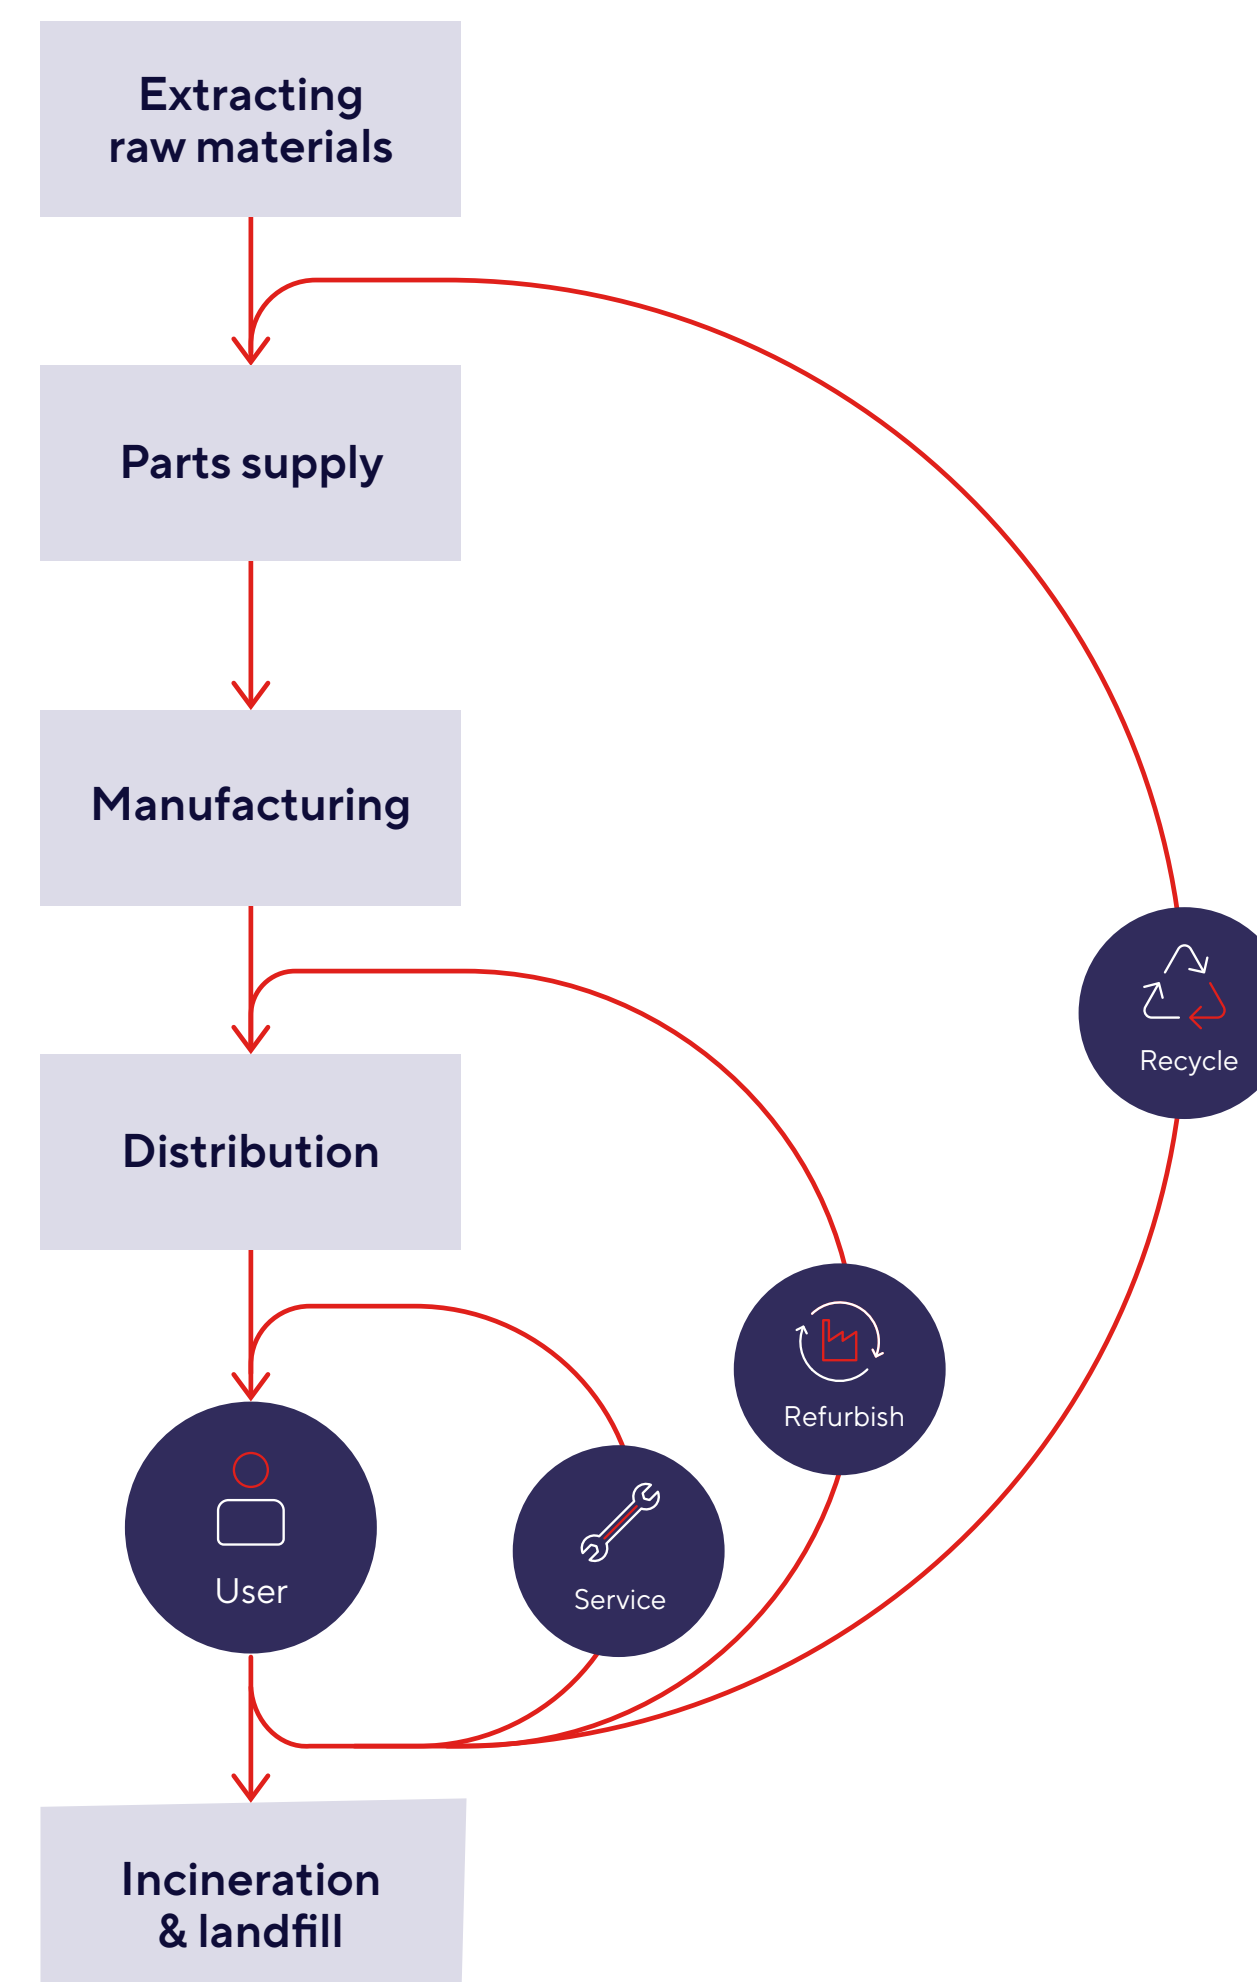 Extracting
raw materials
Parts supply
Manufacturing
Recycle
Distribution
Refurbish
User
Service
Incineration
& landfill